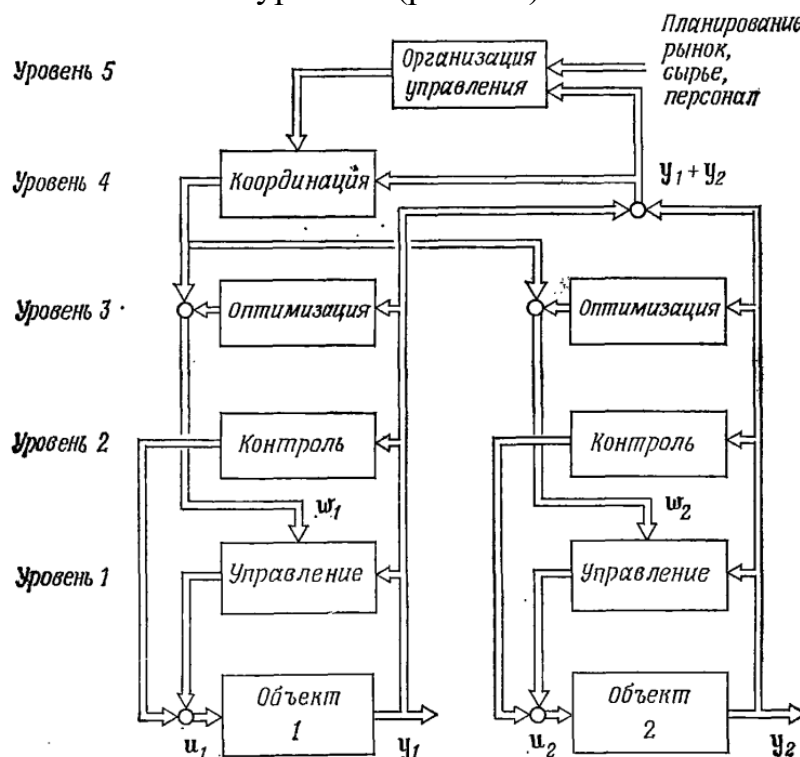 Планирование
рынок,
сырье,
персонал
Уровень 5
Организация
управления
Уровень 4
Координация
y₁ + y₂
Уровень 3
Оптимизация
Оптимизация
Уровень 2
Контроль
Контроль
w₁
w₂
Уровень 1
Управление
Управление
Объект
1
Объект
2
u₁
y₁
u₂
y₂